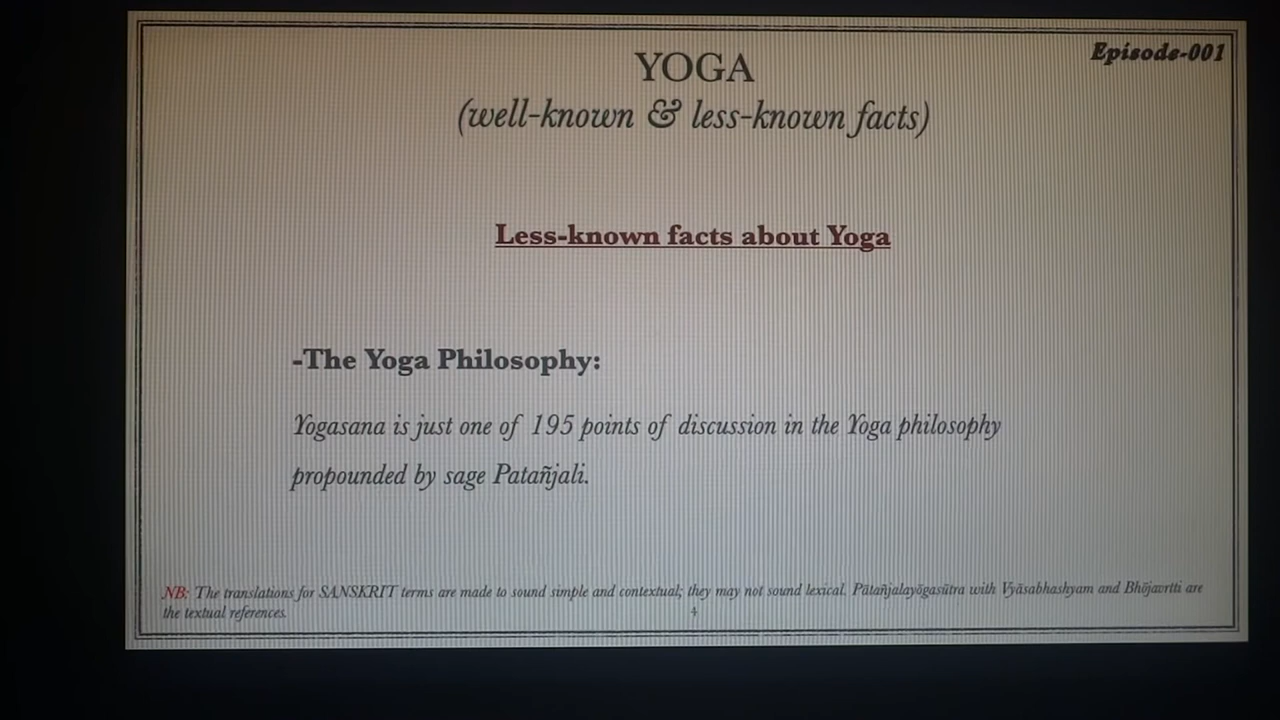 Episode-001
YOGA
(well-known & less-known facts)
Less-known facts about Yoga
-The Yoga Philosophy:
Yogasana is just one of 195 points of discussion in the Yoga philosophy
propounded by sage Patañjali.
NB: The translations for SANSKRIT terms are made to sound simple and contextual; they may not sound lexical. Pātañjalayōgasūtra with Vyāsabhashyam and Bhōjavrtti are
the textual references.
4